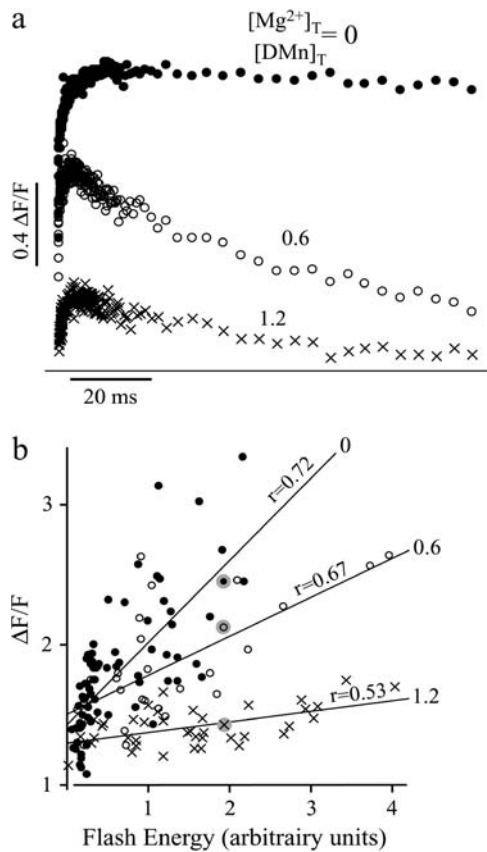 a
[Mg²⁺]T = 0
[DMn]T
0.4 ΔF/F
0.6
1.2
20 ms
b
0
r=0.72
3
0.6
r=0.67
ΔF/F
2
r=0.53
1.2
1
1 2 3 4
Flash Energy (arbitrairy units)